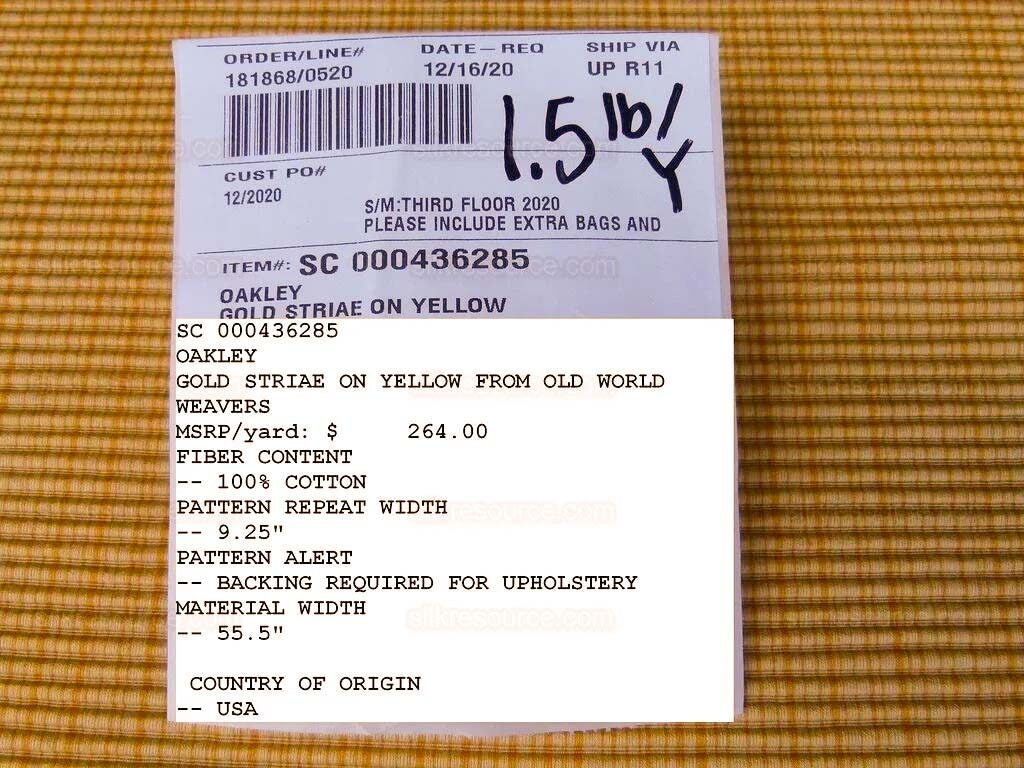 ORDER/LINE# DATE-REQ SHIP VIA
181868/0520 12/16/20 UP R11
1.5 lb/
Y
CUST PO#
12/2020
S/M:THIRD FLOOR 2020
PLEASE INCLUDE EXTRA BAGS AND
ITEM#: SC 000436285
OAKLEY
GOLD STRIAE ON YELLOW
SC 000436285
OAKLEY
GOLD STRIAE ON YELLOW FROM OLD WORLD
WEAVERS
MSRP/yard: $ 264.00
FIBER CONTENT
-- 100% COTTON
PATTERN REPEAT WIDTH
-- 9.25"
PATTERN ALERT
-- BACKING REQUIRED FOR UPHOLSTERY
MATERIAL WIDTH
-- 55.5"
COUNTRY OF ORIGIN
-- USA
silkresource.com